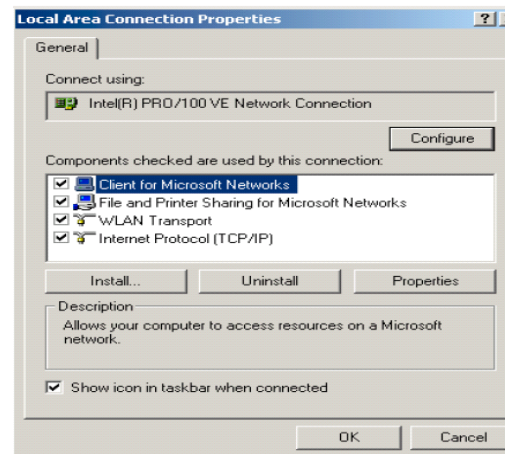 Local Area Connection Properties ?
General
Connect using:
Intel(R) PRO/100 VE Network Connection
Configure
Components checked are used by this connection:
Client for Microsoft Networks
File and Printer Sharing for Microsoft Networks
WLAN Transport
Internet Protocol (TCP/IP)
Install... Uninstall Properties
Description
Allows your computer to access resources on a Microsoft
network.
Show icon in taskbar when connected
OK Cancel